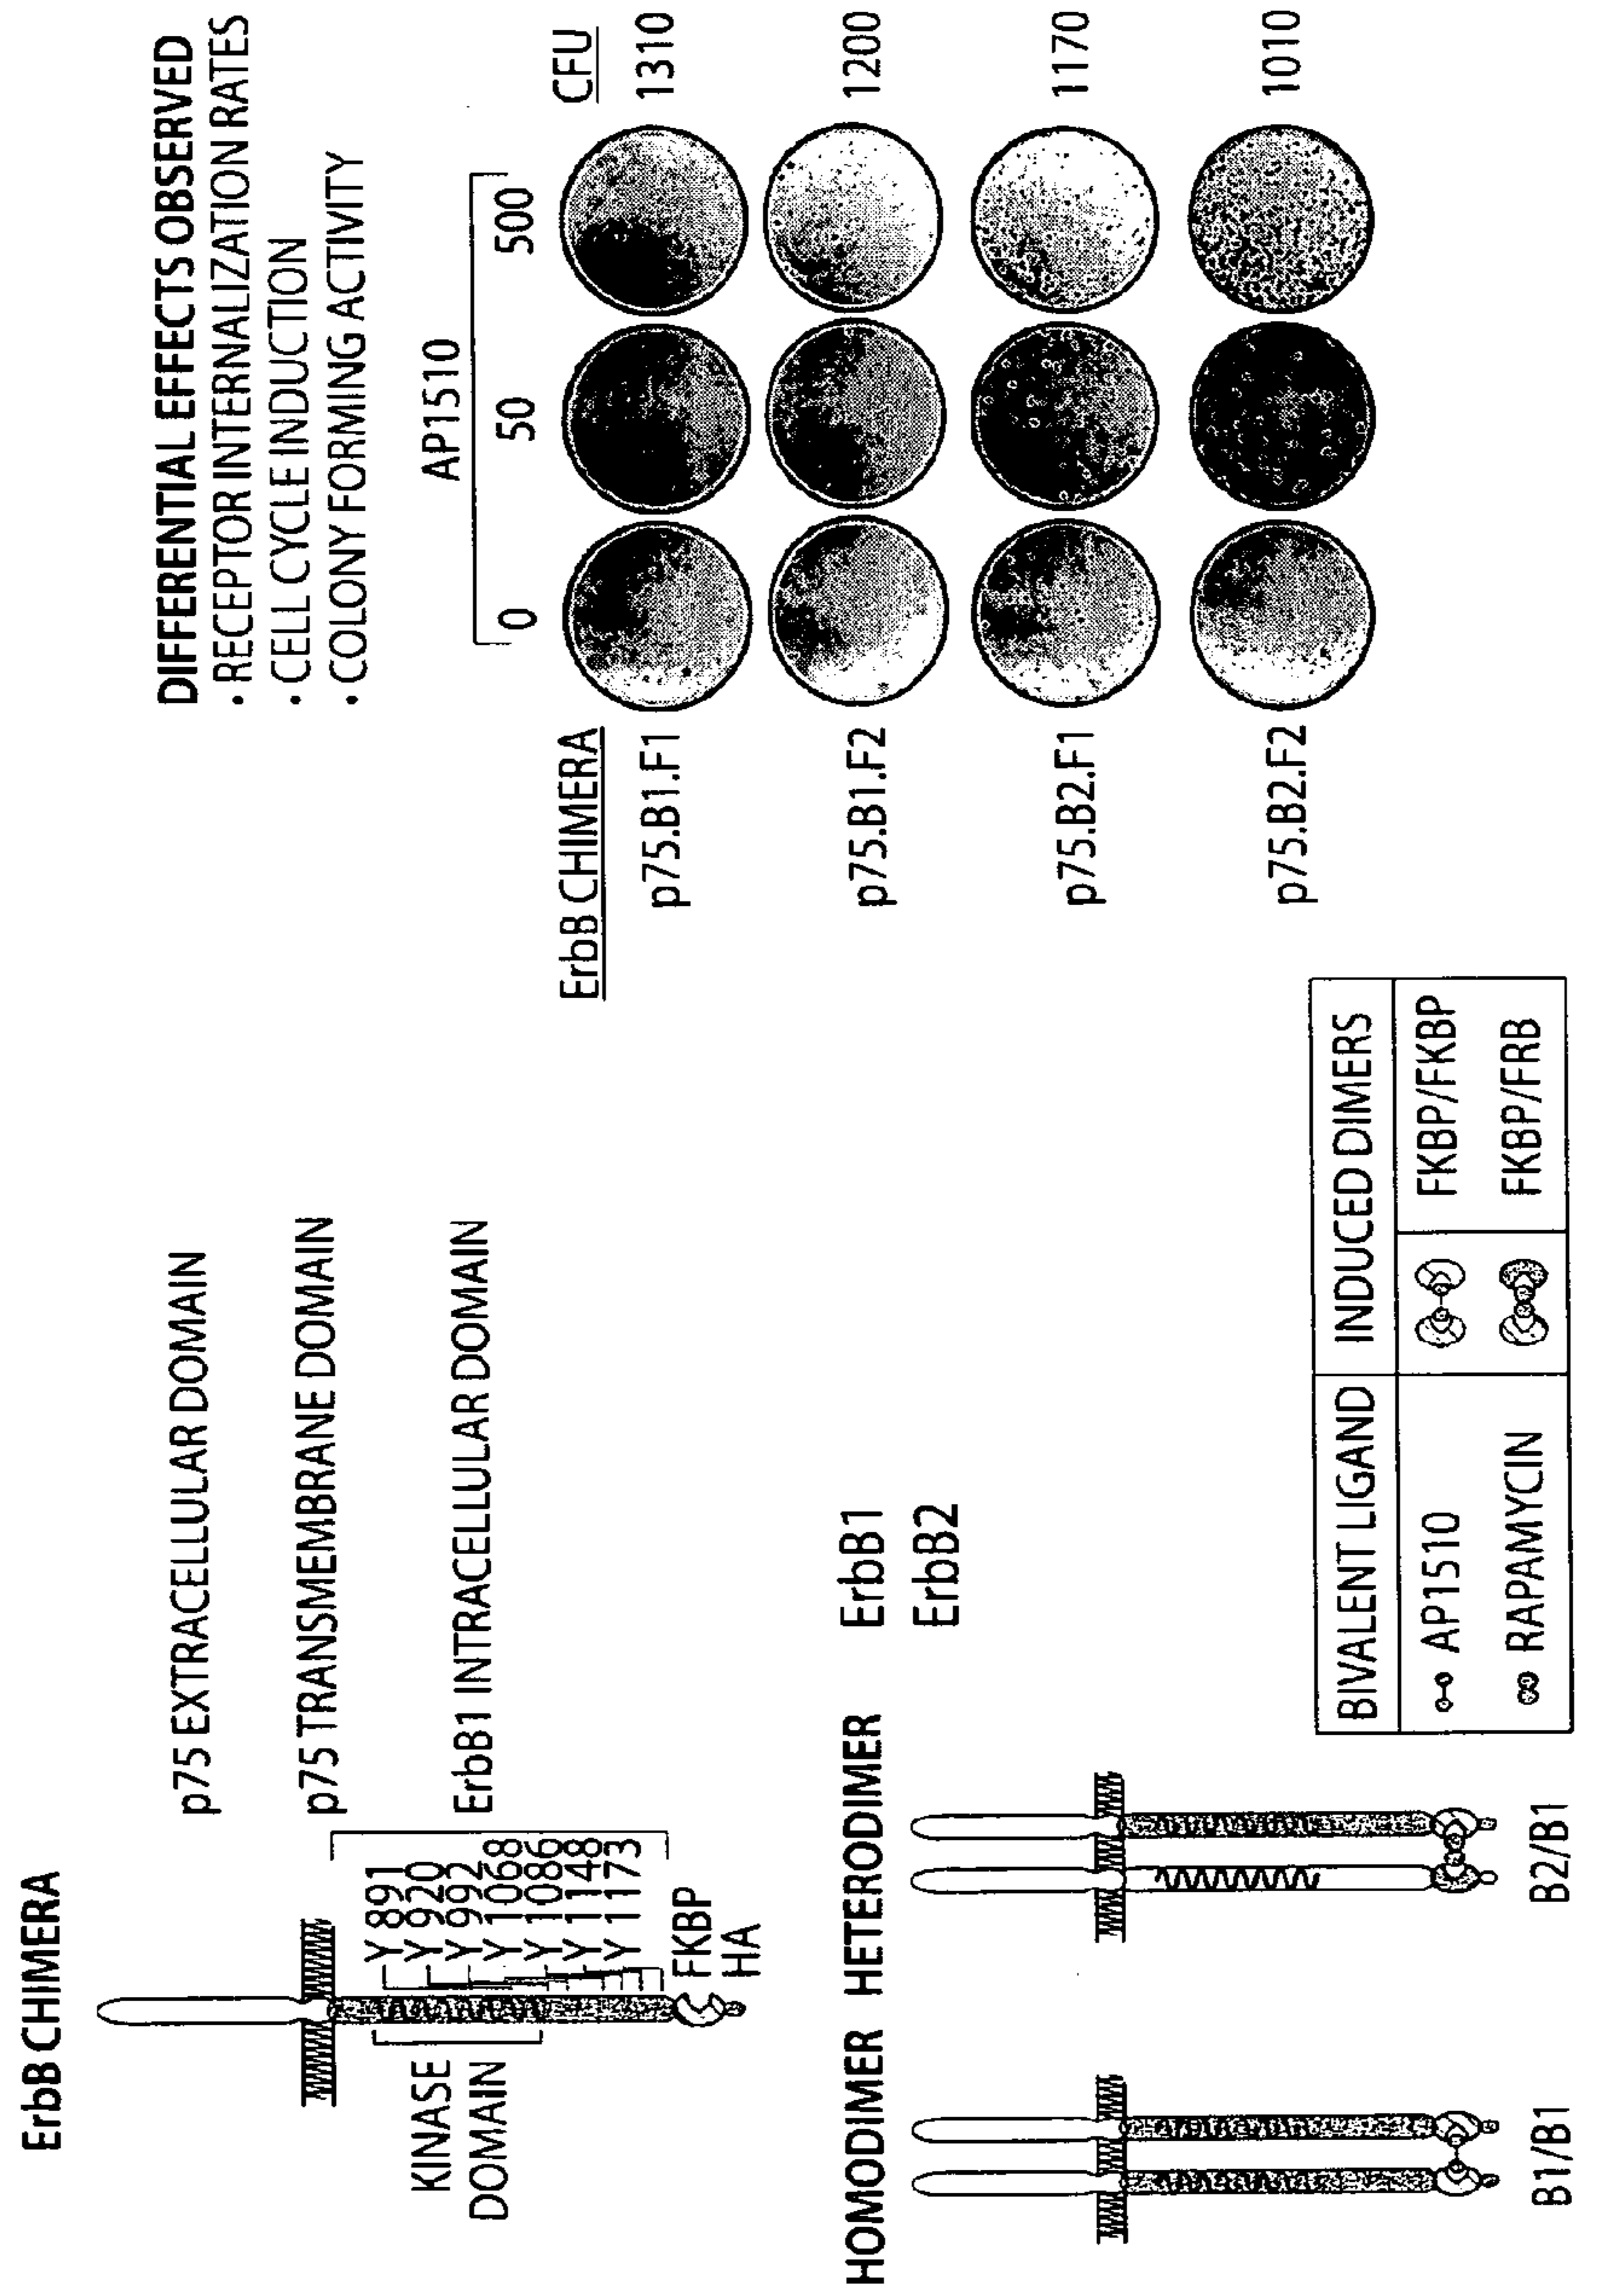 ErbB CHIMERA
p75 EXTRACELLULAR DOMAIN
p75 TRANSMEMBRANE DOMAIN
ErbB1 INTRACELLULAR DOMAIN
KINASE
DOMAIN
Y 891
Y 920
Y 992
Y 1068
Y 1086
Y 1148
Y 1173
FKBP
HA
HOMODIMER HETERODIMER
ErbB1
ErbB2
B1/B1
B2/B1
BIVALENT LIGAND INDUCED DIMERS
AP1510 FKBP/FKBP
RAPAMYCIN FKBP/FRB
DIFFERENTIAL EFFECTS OBSERVED
· RECEPTOR INTERNALIZATION RATES
· CELL CYCLE INDUCTION
· COLONY FORMING ACTIVITY
AP1510
ErbB CHIMERA 0 50 500 CFU
p75.B1.F1 1310
p75.B1.F2 1200
p75.B2.F1 1170
p75.B2.F2 1010